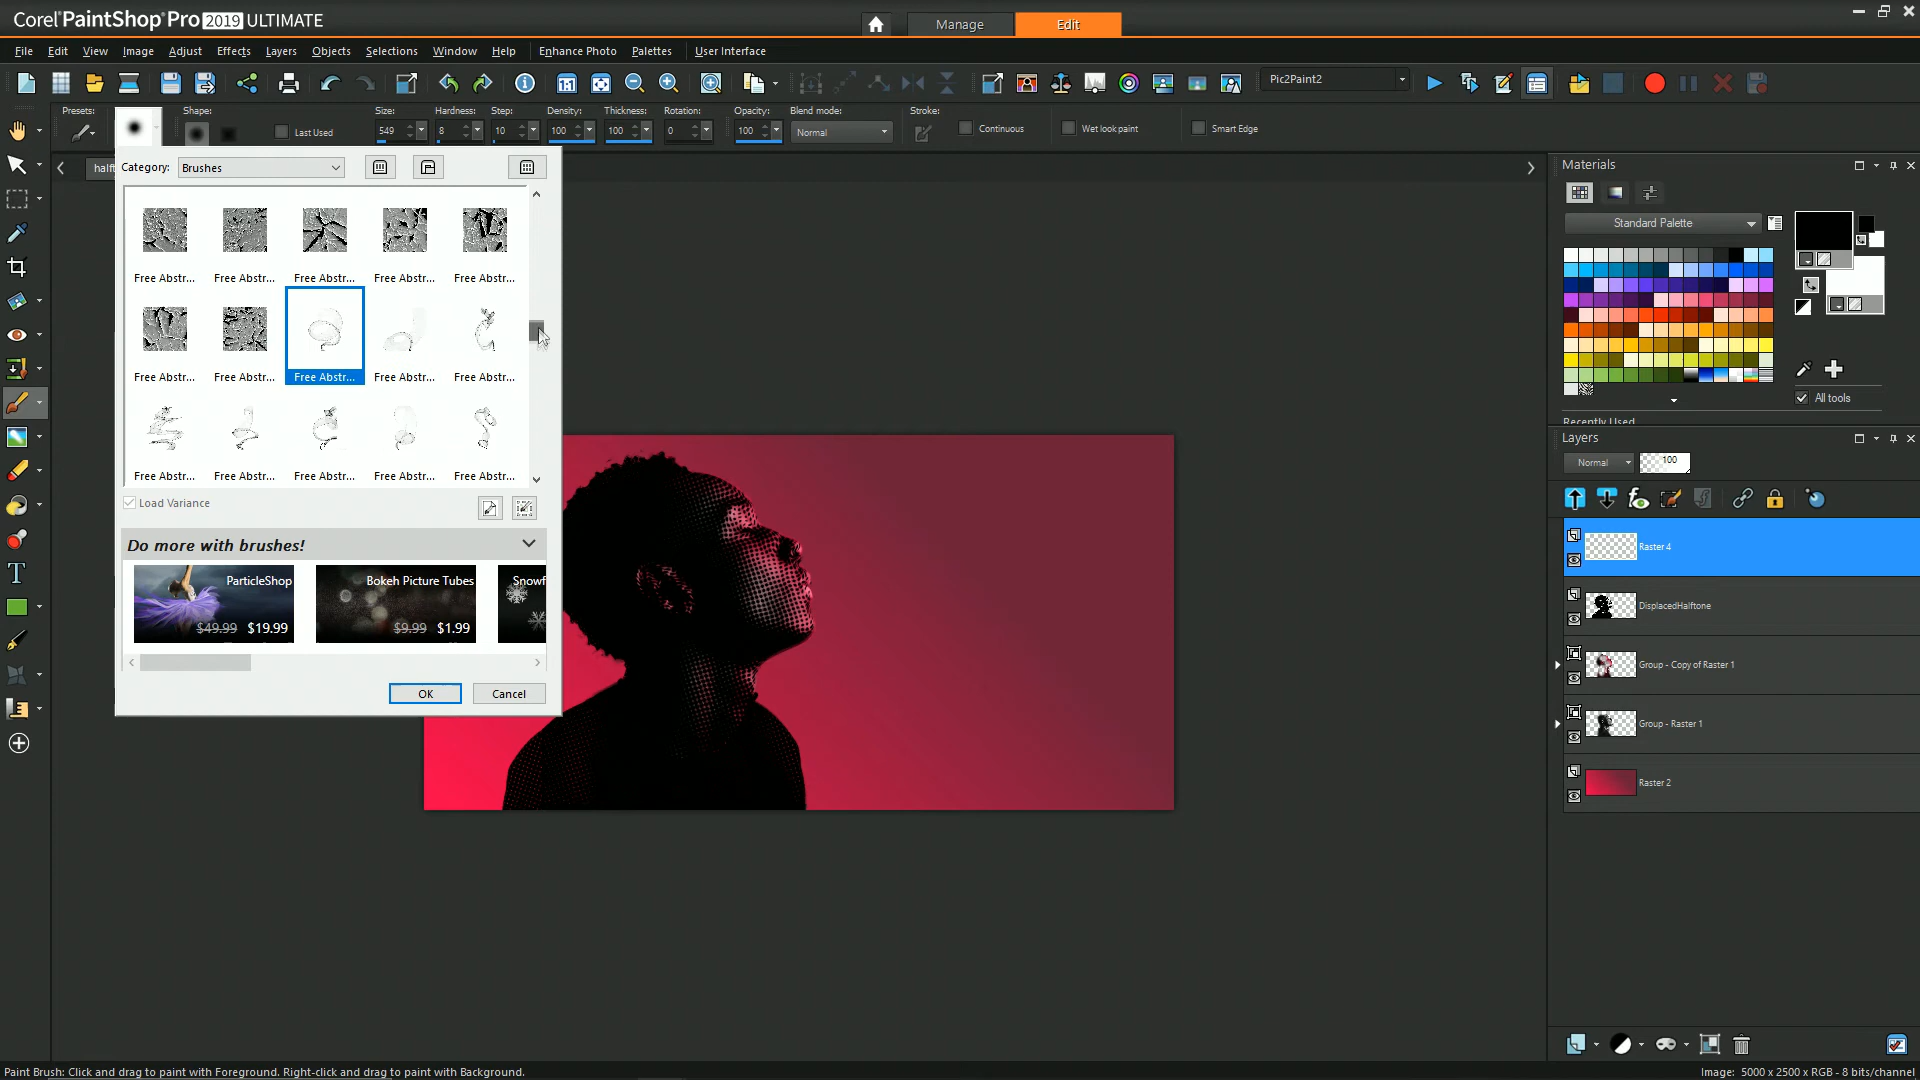 Corel PaintShop Pro 2019 ULTIMATE
Manage
Edit
File Edit View Image Adjust Effects Layers Objects Selections Window Help Enhance Photo Palettes User Interface
Pic2Paint2
Presets:
Shape:
Last Used
Size:
549
Hardness:
8
Step:
10
Density:
100
Thickness:
100
Rotation:
0
Opacity:
100
Blend mode:
Normal
Stroke:
Continuous
Wet look paint
Smart Edge
Category:
Brushes
Free Abstr... Free Abstr... Free Abstr... Free Abstr... Free Abstr...
Free Abstr... Free Abstr... Free Abstr... Free Abstr... Free Abstr...
Free Abstr... Free Abstr... Free Abstr... Free Abstr... Free Abstr...
Load Variance
Do more with brushes!
ParticleShop
$49.99 $19.99
Bokeh Picture Tubes
$9.99 $1.99
Snowf
OK
Cancel
half
Materials
Standard Palette
All tools
Recently Used
Layers
Normal
100
Raster 4
DisplacedHalftone
Group - Copy of Raster 1
Group - Raster 1
Raster 2
Paint Brush: Click and drag to paint with Foreground. Right-click and drag to paint with Background.
Image: 5000 x 2500 x RGB - 8 bits/channel